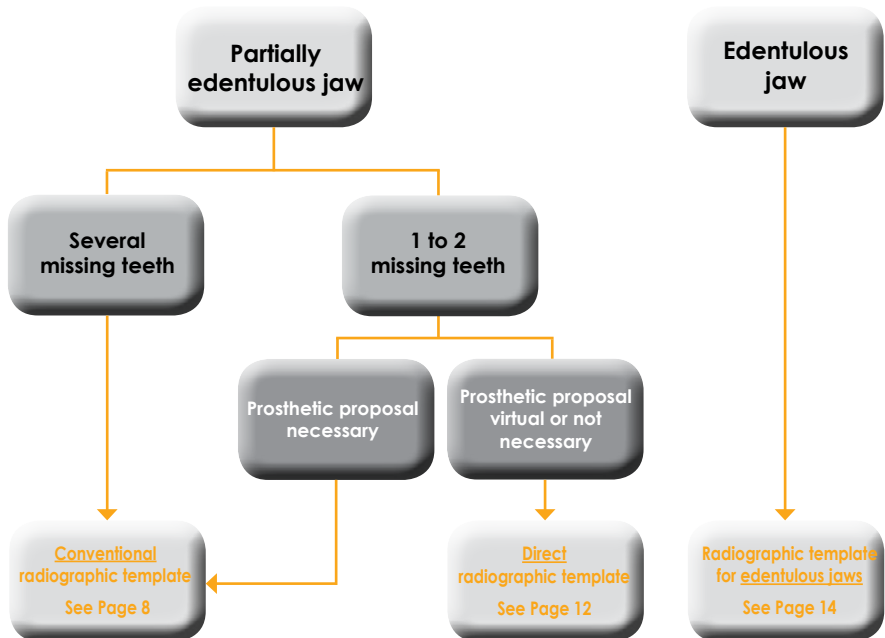 Partially
edentulous jaw
Edentulous
jaw
Several
missing teeth
1 to 2
missing teeth
Prosthetic proposal
necessary
Prosthetic proposal
virtual or not
necessary
Conventional
radiographic template
See Page 8
Direct
radiographic template
See Page 12
Radiographic template
for edentulous jaws
See Page 14